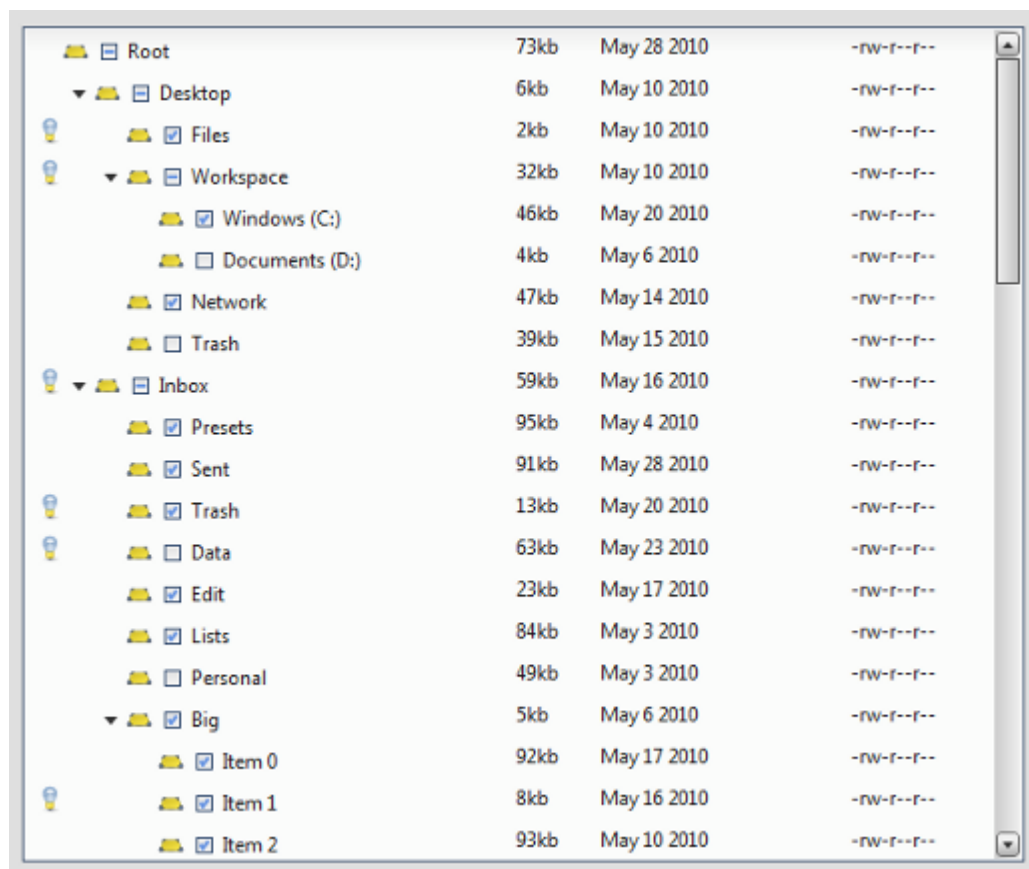 Root 73kb May 28 2010 -rw-r--r--
Desktop 6kb May 10 2010 -rw-r--r--
Files 2kb May 10 2010 -rw-r--r--
Workspace 32kb May 10 2010 -rw-r--r--
Windows (C:) 46kb May 20 2010 -rw-r--r--
Documents (D:) 4kb May 6 2010 -rw-r--r--
Network 47kb May 14 2010 -rw-r--r--
Trash 39kb May 15 2010 -rw-r--r--
Inbox 59kb May 16 2010 -rw-r--r--
Presets 95kb May 4 2010 -rw-r--r--
Sent 91kb May 28 2010 -rw-r--r--
Trash 13kb May 20 2010 -rw-r--r--
Data 63kb May 23 2010 -rw-r--r--
Edit 23kb May 17 2010 -rw-r--r--
Lists 84kb May 3 2010 -rw-r--r--
Personal 49kb May 3 2010 -rw-r--r--
Big 5kb May 6 2010 -rw-r--r--
Item 0 92kb May 17 2010 -rw-r--r--
Item 1 8kb May 16 2010 -rw-r--r--
Item 2 93kb May 10 2010 -rw-r--r--